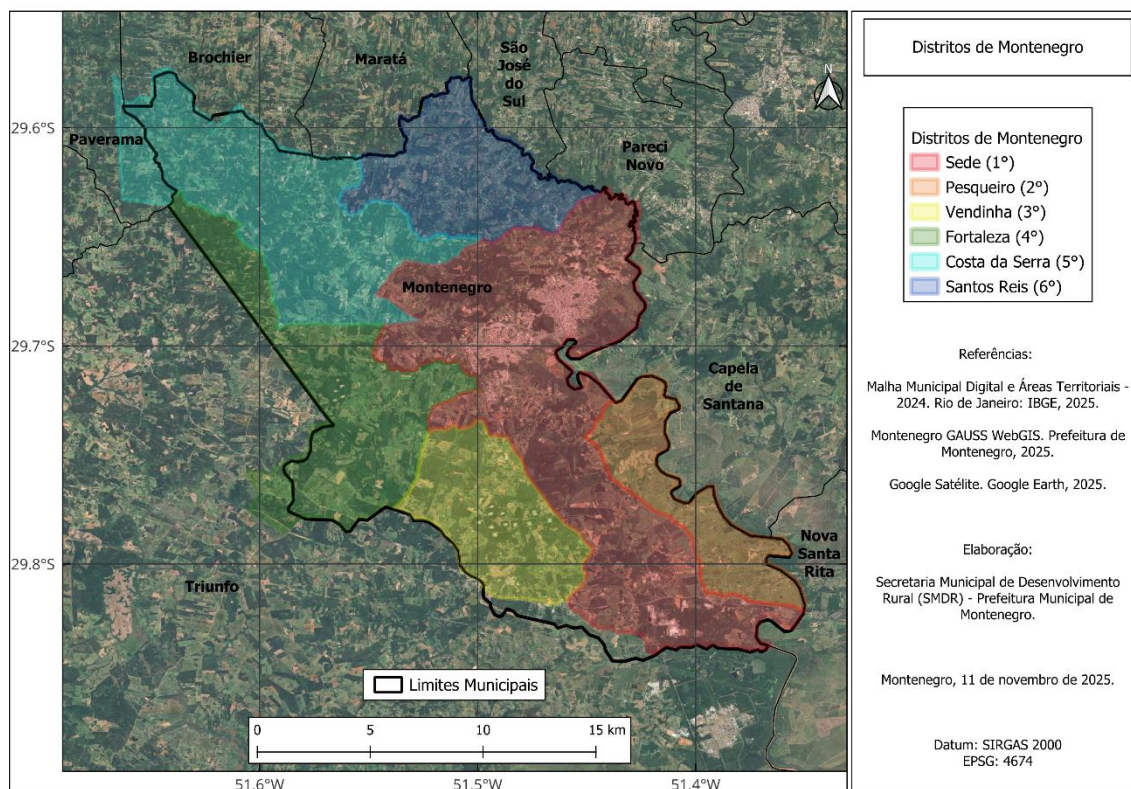 Brochier
Maratá
São
José
do
Sul
Pareci
Novo
Paverama
Montenegro
Capela
de
Santana
Nova
Santa
Rita
Triunfo
N
29.6°S
29.7°S
29.8°S
51.6°W
51.5°W
51.4°W
Limites Municipais
0 5 10 15 km
Distritos de Montenegro
Distritos de Montenegro
Sede (1°)
Pesqueiro (2°)
Vendinha (3°)
Fortaleza (4°)
Costa da Serra (5°)
Santos Reis (6°)
Referências:
Malha Municipal Digital e Áreas Territoriais -
2024. Rio de Janeiro: IBGE, 2025.
Montenegro GAUSS WebGIS. Prefeitura de
Montenegro, 2025.
Google Satélite. Google Earth, 2025.
Elaboração:
Secretaria Municipal de Desenvolvimento
Rural (SMDR) - Prefeitura Municipal de
Montenegro.
Montenegro, 11 de novembro de 2025.
Datum: SIRGAS 2000
EPSG: 4674